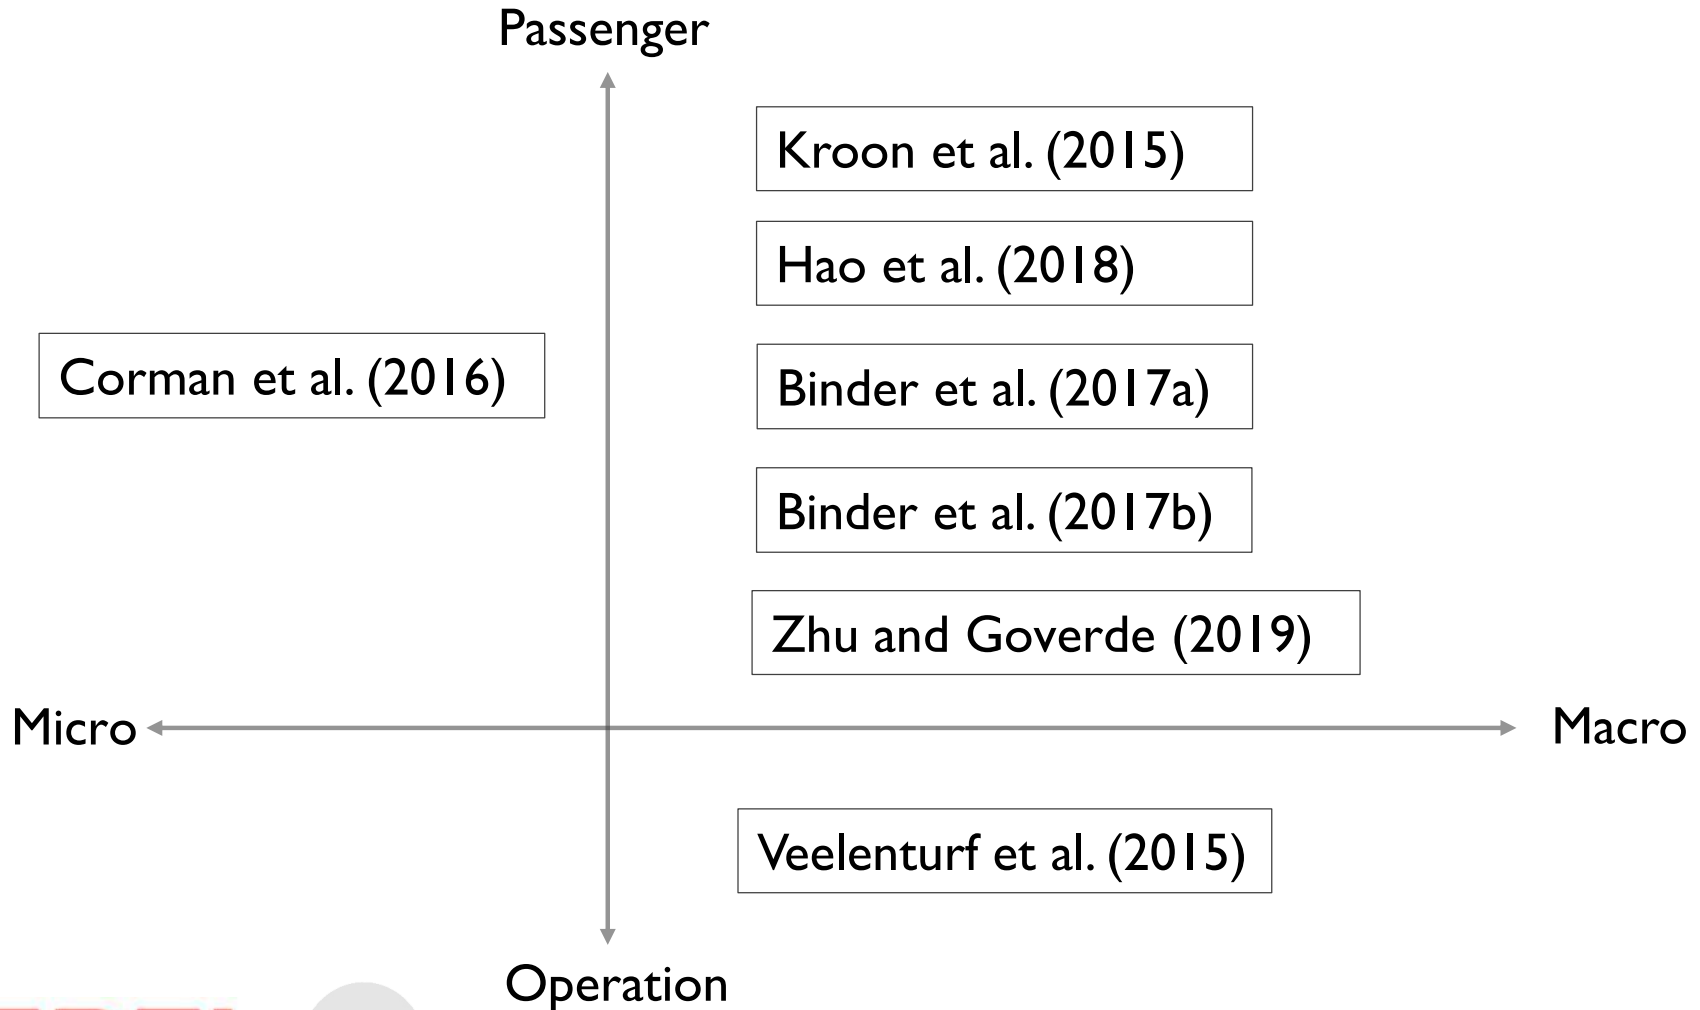 Passenger
Kroon et al. (2015)
Hao et al. (2018)
Corman et al. (2016)
Binder et al. (2017a)
Binder et al. (2017b)
Zhu and Goverde (2019)
Micro
Macro
Veelenturf et al. (2015)
Operation